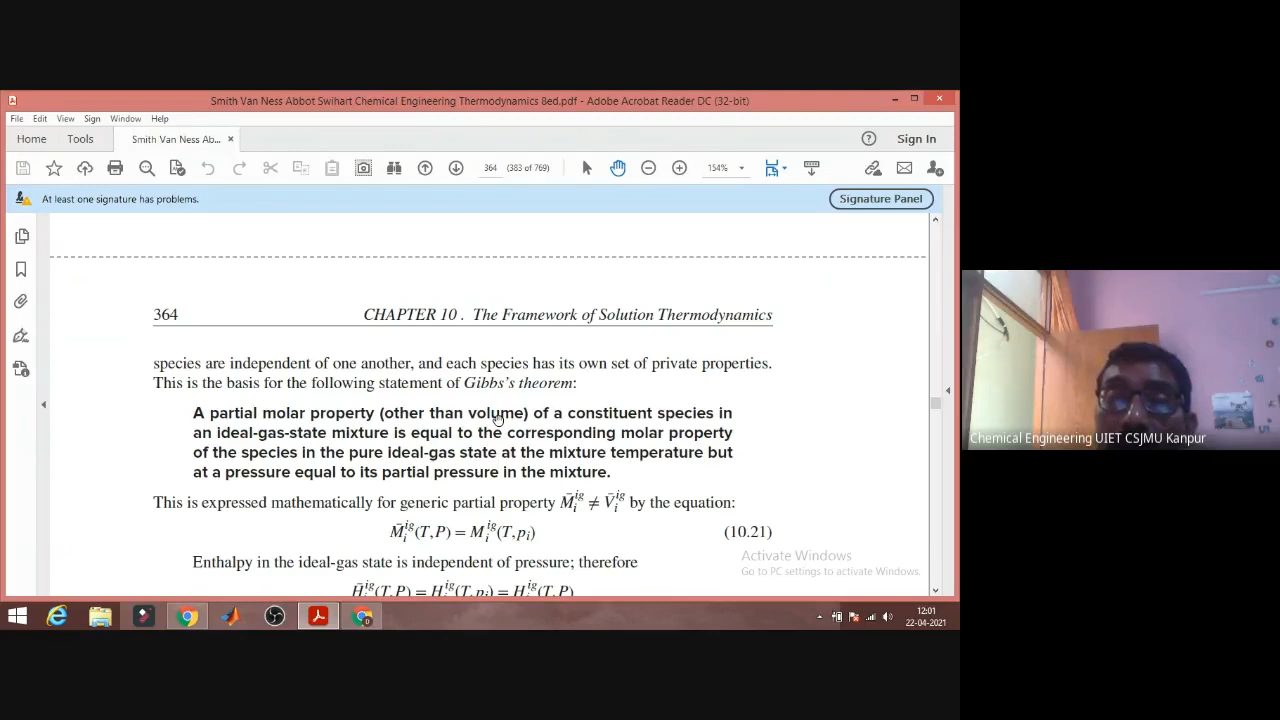 Smith Van Ness Abbot Swihart Chemical Engineering Thermodynamics 8ed.pdf - Adobe Acrobat Reader DC (32-bit)
File Edit View Sign Window Help
Home Tools Smith Van Ness Ab... × Sign In
364 (383 of 769) 154%
At least one signature has problems. Signature Panel
364 CHAPTER 10 . The Framework of Solution Thermodynamics
species are independent of one another, and each species has its own set of private properties.
This is the basis for the following statement of Gibbs's theorem:
A partial molar property (other than volume) of a constituent species in
an ideal-gas-state mixture is equal to the corresponding molar property
of the species in the pure ideal-gas state at the mixture temperature but
at a pressure equal to its partial pressure in the mixture.
This is expressed mathematically for generic partial property M̄ᵢⁱᵍ ≠ V̄ᵢⁱᵍ by the equation:
M̄ᵢⁱᵍ(T,P) = Mᵢⁱᵍ(T,pᵢ) (10.21)
Enthalpy in the ideal-gas state is independent of pressure; therefore
H̄ᵢⁱᵍ(T,P) = Hᵢⁱᵍ(T,pᵢ) = Hᵢⁱᵍ(T,P)
Activate Windows
Go to PC settings to activate Windows.
Chemical Engineering UIET CSJMU Kanpur
12:01
22-04-2021